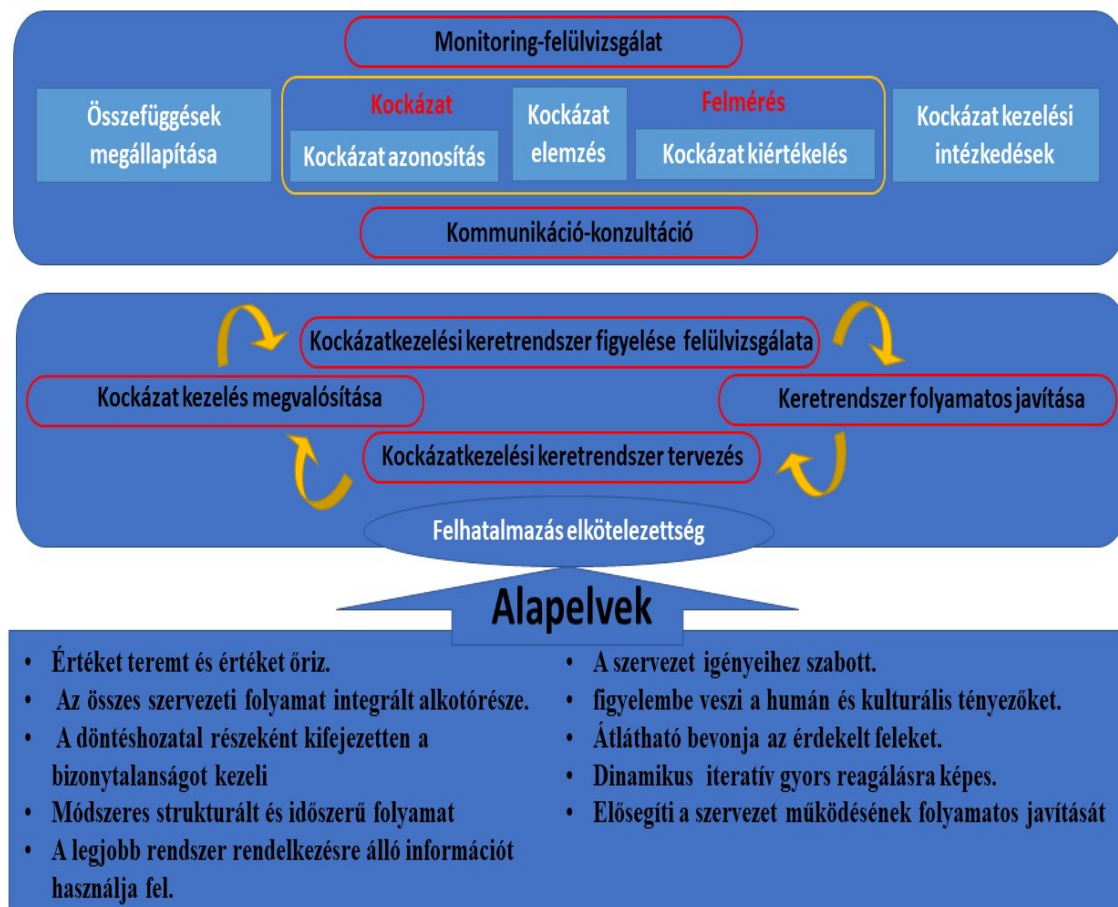 Monitoring-felülvizsgálat
Összefüggések
megállapítása
Kockázat
Kockázat azonosítás
Kockázat
elemzés
Felmérés
Kockázat kiértékelés
Kockázat kezelési
intézkedések
Kommunikáció-konzultáció
Kockázatkezelési keretrendszer figyelése felülvizsgálata
Kockázat kezelés megvalósítása
Keretrendszer folyamatos javítása
Kockázatkezelési keretrendszer tervezés
Felhatalmazás elkötelezettség
Alapelvek
• Értéket teremt és értéket őriz.
• Az összes szervezeti folyamat integrált alkotórésze.
• A döntéshozatal részeként kifejezetten a
bizonytalanságot kezeli
• Módszeres strukturált és időszerű folyamat
• A legjobb rendszer rendelkezésre álló információt
használja fel.
• A szervezet igényeihez szabott.
• figyelembe veszi a humán és kulturális tényezőket.
• Átlátható bevonja az érdekelt feleket.
• Dinamikus iteratív gyors reagálásra képes.
• Elősegíti a szervezet működésének folyamatos javítását